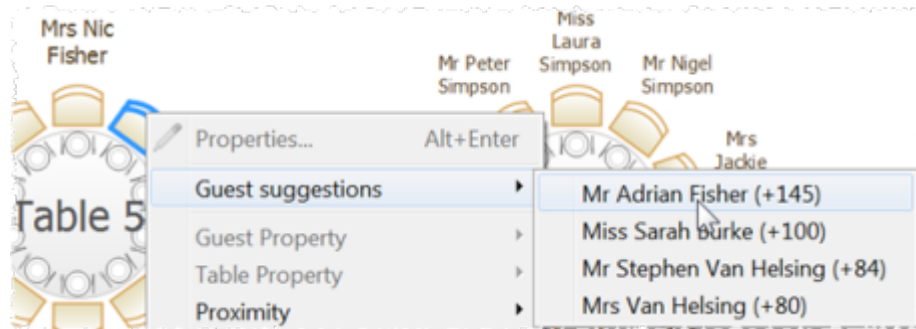 Mrs Nic
Fisher
Miss
Laura
Simpson
Mr Peter
Simpson
Mr Nigel
Simpson
Mrs
Jackie
Table 5
Properties... Alt+Enter
Guest suggestions
Guest Property
Table Property
Proximity
Mr Adrian Fisher (+145)
Miss Sarah Burke (+100)
Mr Stephen Van Helsing (+84)
Mrs Van Helsing (+80)